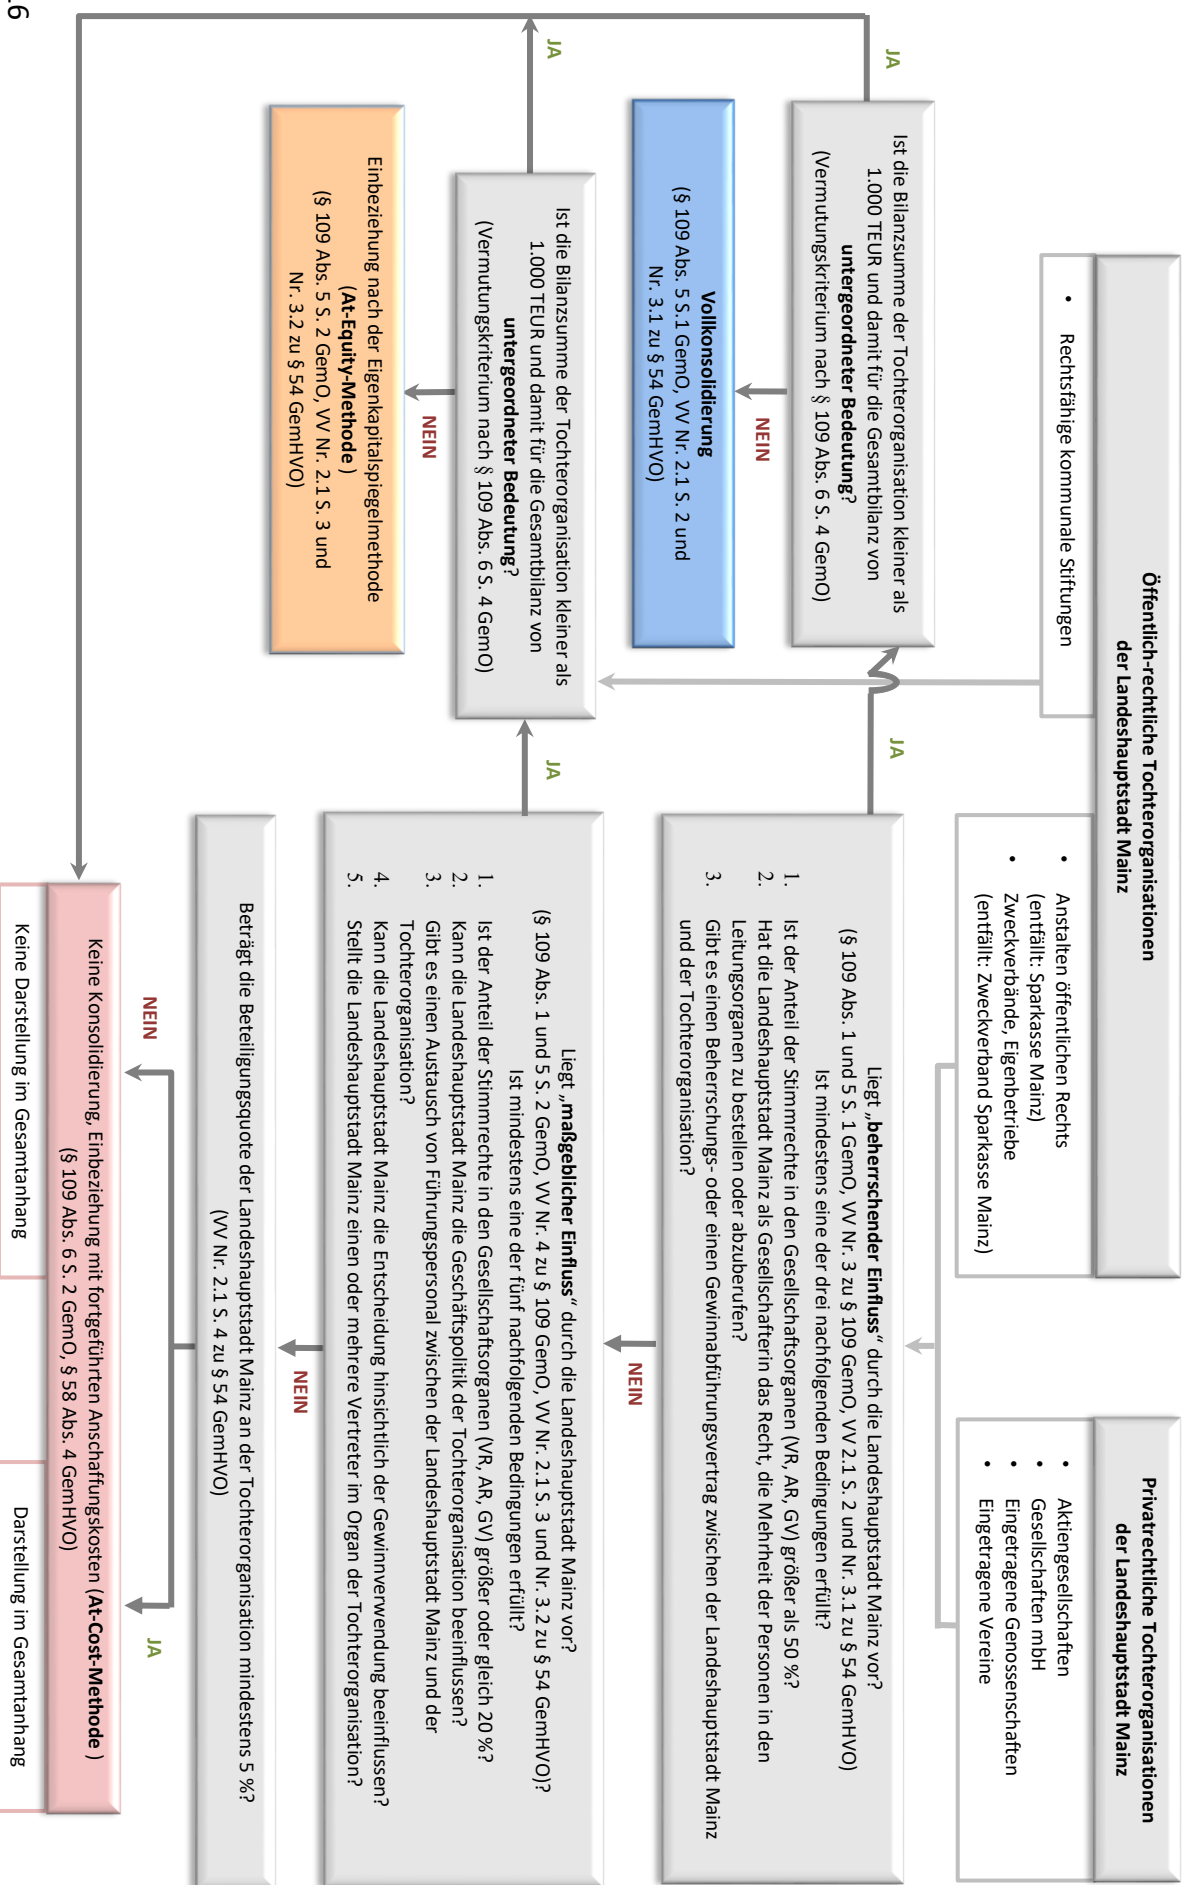 Öffentlich-rechtliche Tochterorganisationen
der Landeshauptstadt Mainz
• Rechtsfähige kommunale Stiftungen
• Anstalten öffentlichen Rechts
(entfällt: Sparkasse Mainz)
• Zweckverbände, Eigenbetriebe
(entfällt: Zweckverband Sparkasse Mainz)
Privatrechtliche Tochterorganisationen
der Landeshauptstadt Mainz
• Aktiengesellschaften
• Gesellschaften mbH
• Eingetragene Genossenschaften
• Eingetragene Vereine
JA
Ist die Bilanzsumme der Tochterorganisation kleiner als
1.000 TEUR und damit für die Gesamtbilanz von
untergeordneter Bedeutung?
(Vermutungskriterium nach § 109 Abs. 6 S. 4 GemO)
JA
Liegt „beherrschender Einfluss“ durch die Landeshauptstadt Mainz vor?
(§ 109 Abs. 1 und 5 S. 1 GemO, VV Nr. 3 zu § 109 GemO, VV 2.1 S. 2 und Nr. 3.1 zu § 54 GemHVO)
Ist mindestens eine der drei nachfolgenden Bedingungen erfüllt?
1. Ist der Anteil der Stimmrechte in den Gesellschaftsorganen (VR, AR, GV) größer als 50 %?
2. Hat die Landeshauptstadt Mainz als Gesellschafterin das Recht, die Mehrheit der Personen in den
Leitungsorganen zu bestellen oder abzuberufen?
3. Gibt es einen Beherrschungs- oder einen Gewinnabführungsvertrag zwischen der Landeshauptstadt Mainz
und der Tochterorganisation?
NEIN
Vollkonsolidierung
(§ 109 Abs. 5 S.1 GemO, VV Nr. 2.1 S. 2 und
Nr. 3.1 zu § 54 GemHVO)
NEIN
JA
Ist die Bilanzsumme der Tochterorganisation kleiner als
1.000 TEUR und damit für die Gesamtbilanz von
untergeordneter Bedeutung?
(Vermutungskriterium nach § 109 Abs. 6 S. 4 GemO)
JA
Liegt „maßgeblicher Einfluss“ durch die Landeshauptstadt Mainz vor?
(§ 109 Abs. 1 und 5 S. 2 GemO, VV Nr. 4 zu § 109 GemO, VV Nr. 2.1 S. 3 und Nr. 3.2 zu § 54 GemHVO)?
Ist mindestens eine der fünf nachfolgenden Bedingungen erfüllt?
1. Ist der Anteil der Stimmrechte in den Gesellschaftsorganen (VR, AR, GV) größer oder gleich 20 %?
2. Kann die Landeshauptstadt Mainz die Geschäftspolitik der Tochterorganisation beeinflussen?
3. Gibt es einen Austausch von Führungspersonal zwischen der Landeshauptstadt Mainz und der
Tochterorganisation?
4. Kann die Landeshauptstadt Mainz die Entscheidung hinsichtlich der Gewinnverwendung beeinflussen?
5. Stellt die Landeshauptstadt Mainz einen oder mehrere Vertreter im Organ der Tochterorganisation?
NEIN
Einbeziehung nach der Eigenkapitalspiegelmethode
(At-Equity-Methode )
(§ 109 Abs. 5 S. 2 GemO, VV Nr. 2.1 S. 3 und
Nr. 3.2 zu § 54 GemHVO)
NEIN
Beträgt die Beteiligungsquote der Landeshauptstadt Mainz an der Tochterorganisation mindestens 5 %?
(VV Nr. 2.1 S. 4 zu § 54 GemHVO)
NEIN
JA
Keine Konsolidierung, Einbeziehung mit fortgeführten Anschaffungskosten (At-Cost-Methode )
(§ 109 Abs. 6 S. 2 GemO, § 58 Abs. 4 GemHVO)
Keine Darstellung im Gesamtanhang
Darstellung im Gesamtanhang